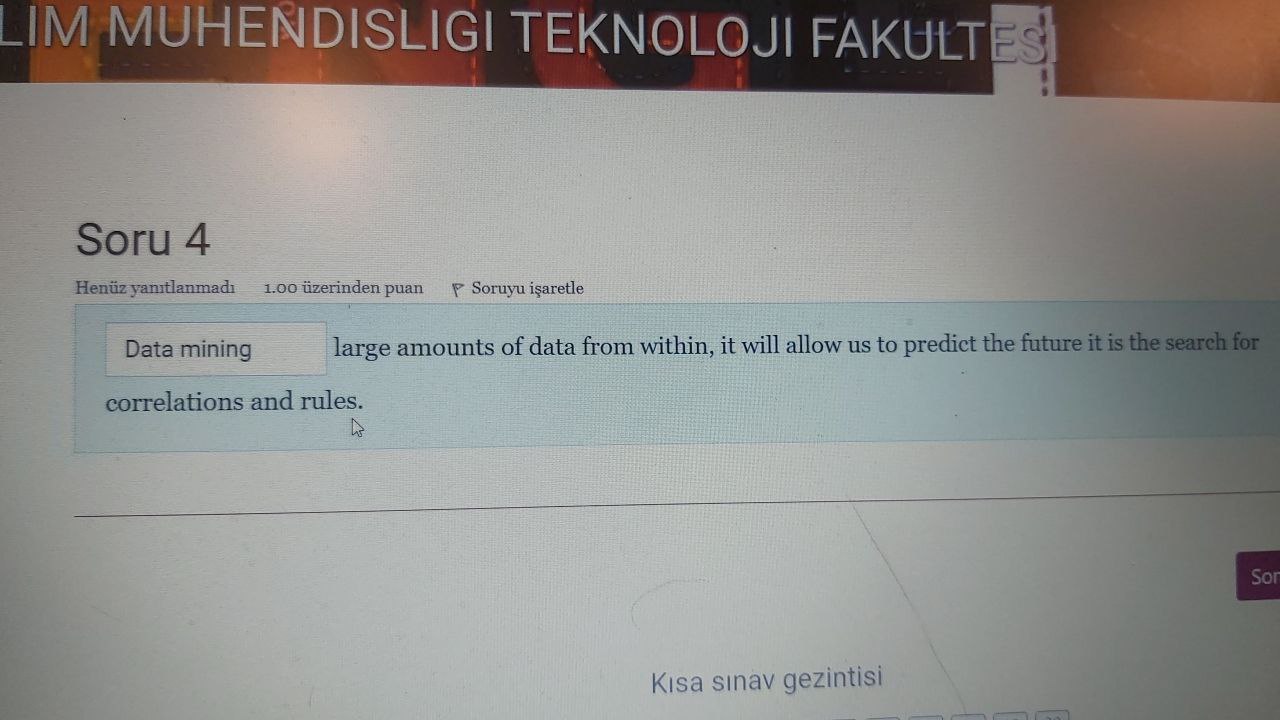 LIM MUHENDISLIGI TEKNOLOJI FAKULTESI
Soru 4
Henüz yanıtlanmadı 1.00 üzerinden puan Soruyu işaretle
Data mining large amounts of data from within, it will allow us to predict the future it is the search for
correlations and rules.
Son
Kısa sınav gezintisi